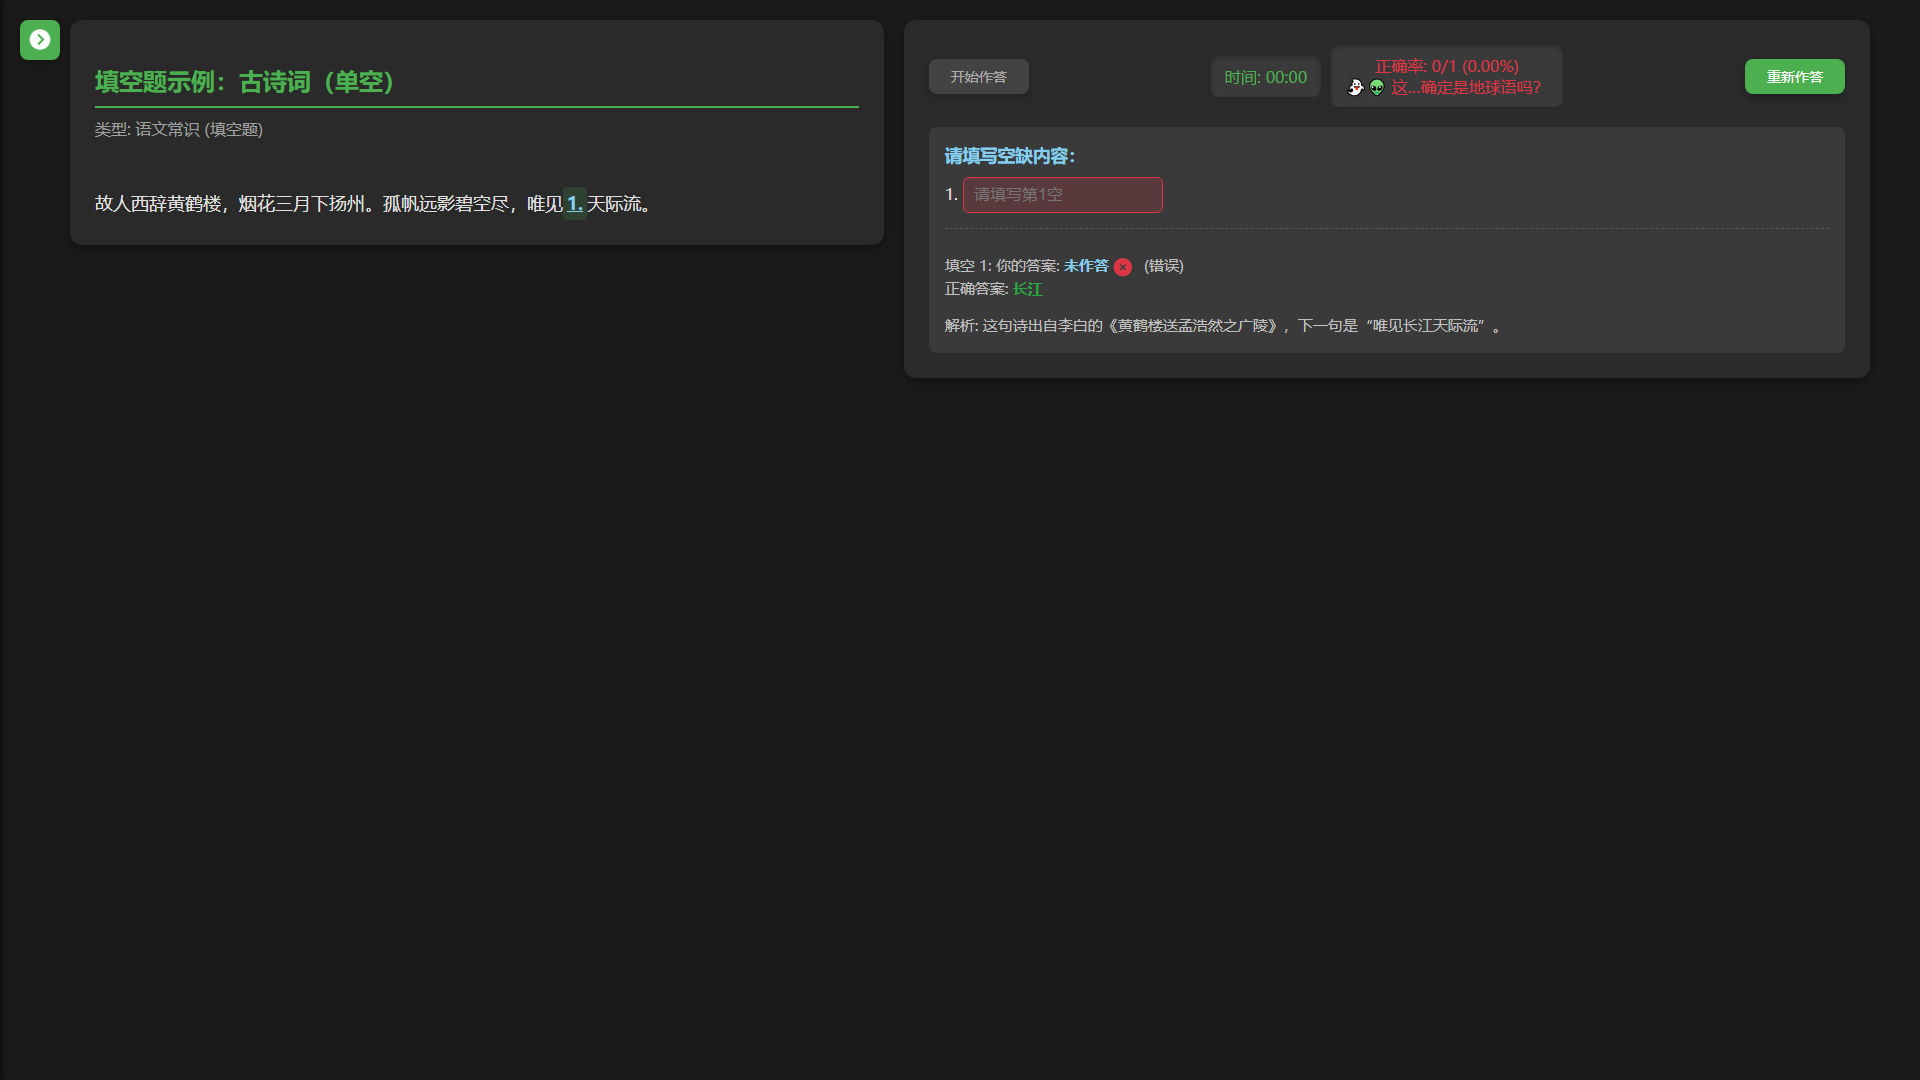 填空题示例：古诗词（单空）
类型: 语文常识 (填空题)
故人西辞黄鹤楼，烟花三月下扬州。孤帆远影碧空尽，唯见1.天际流。
开始作答
时间: 00:00
正确率: 0/1 (0.00%)
👻👽 这...确定是地球语吗？
重新作答
请填写空缺内容：
1. 请填写第1空
填空 1: 你的答案: 未作答 (错误)
正确答案: 长江
解析: 这句诗出自李白的《黄鹤楼送孟浩然之广陵》，下一句是“唯见长江天际流”。